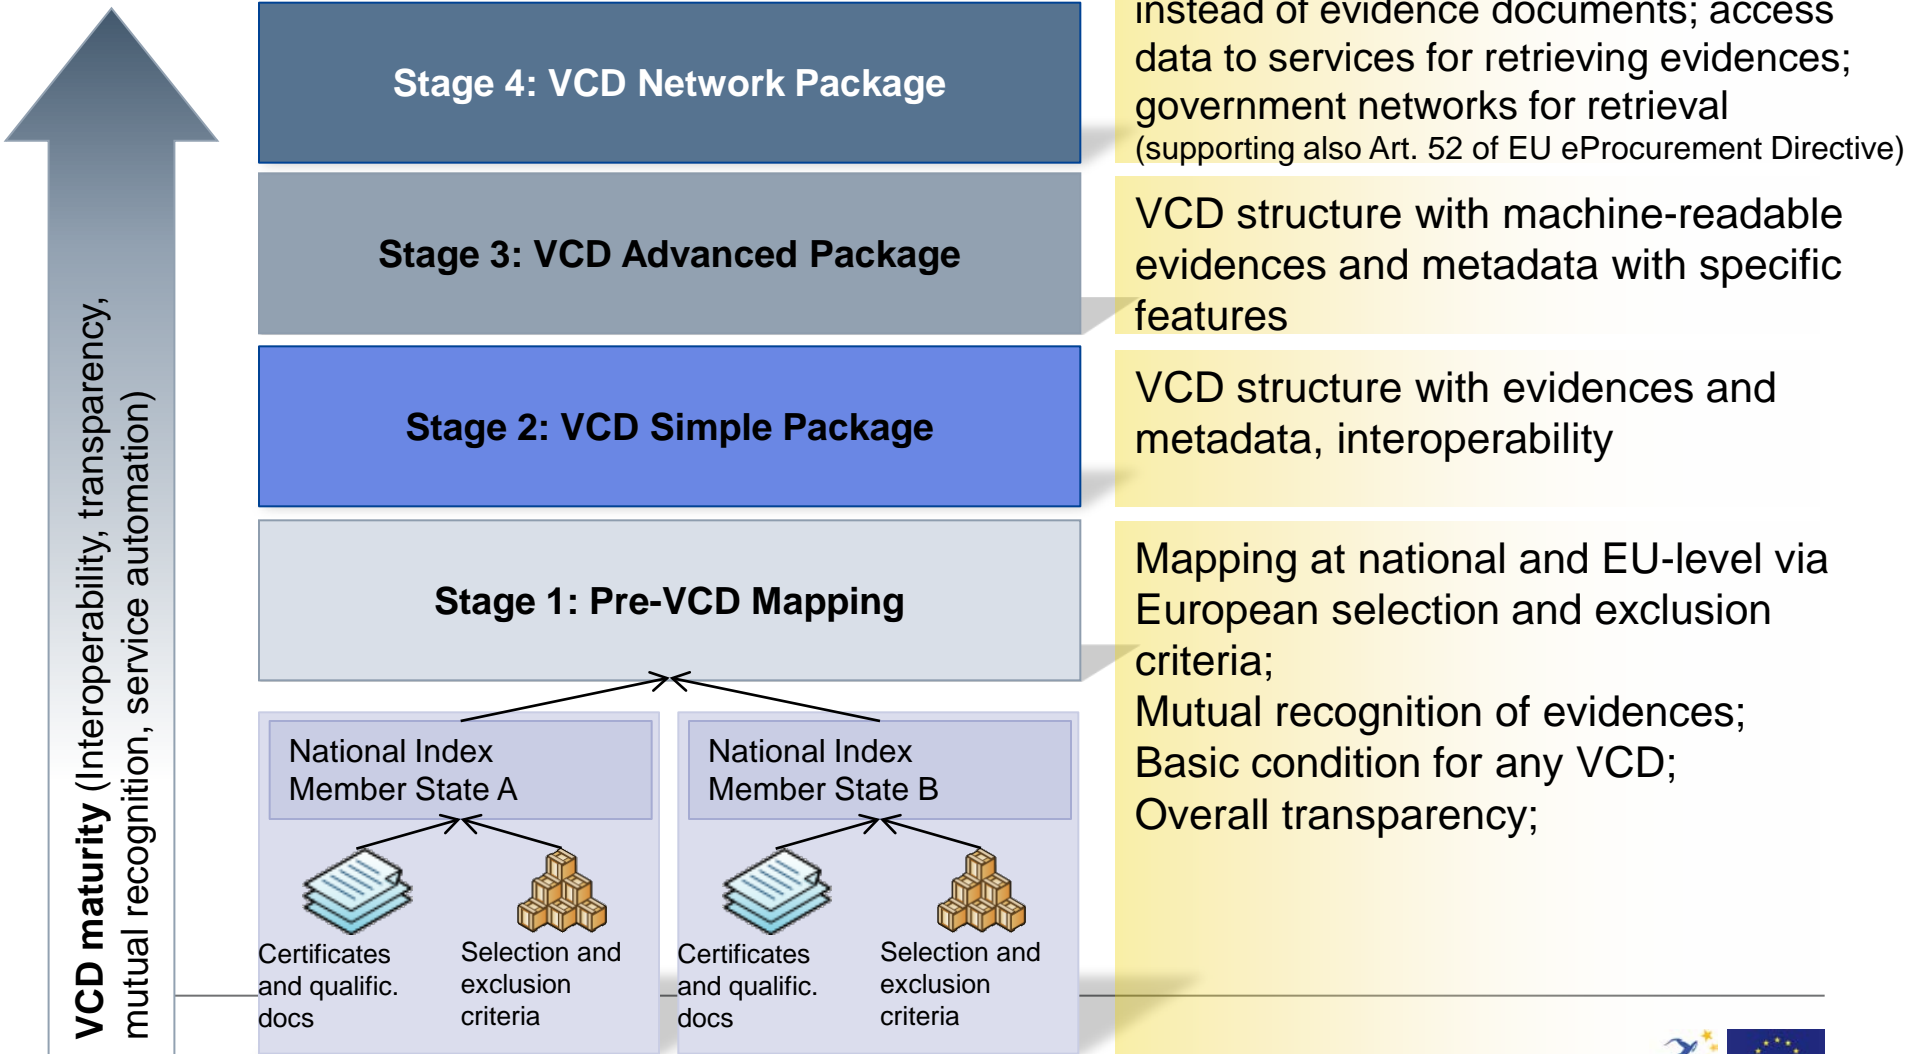 Stage 4: VCD Network Package
instead of evidence documents; access
data to services for retrieving evidences;
government networks for retrieval
(supporting also Art. 52 of EU eProcurement Directive)
Stage 3: VCD Advanced Package
VCD structure with machine-readable
evidences and metadata with specific
features
Stage 2: VCD Simple Package
VCD structure with evidences and
metadata, interoperability
Stage 1: Pre-VCD Mapping
Mapping at national and EU-level via
European selection and exclusion
criteria;
Mutual recognition of evidences;
Basic condition for any VCD;
Overall transparency;
National Index
Member State A
National Index
Member State B
Certificates
and qualific.
docs
Selection and
exclusion
criteria
Certificates
and qualific.
docs
Selection and
exclusion
criteria
VCD maturity (Interoperability, transparency,
mutual recognition, service automation)